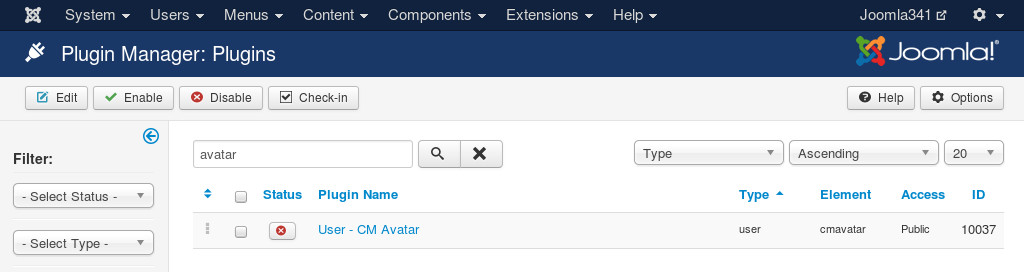 System Users Menus Content Components Extensions Help Joomla341
Plugin Manager: Plugins Joomla!®
Edit Enable Disable Check-in Help Options
Filter:
avatar Type Ascending 20
- Select Status -
Status Plugin Name Type Element Access ID
- Select Type -
User - CM Avatar user cmavatar Public 10037